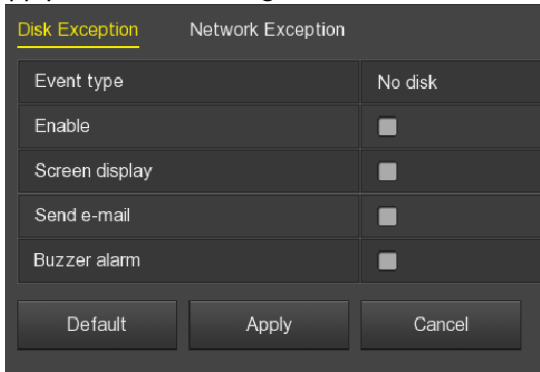 Disk Exception Network Exception
Event type No disk
Enable
Screen display
Send e-mail
Buzzer alarm
Default Apply Cancel